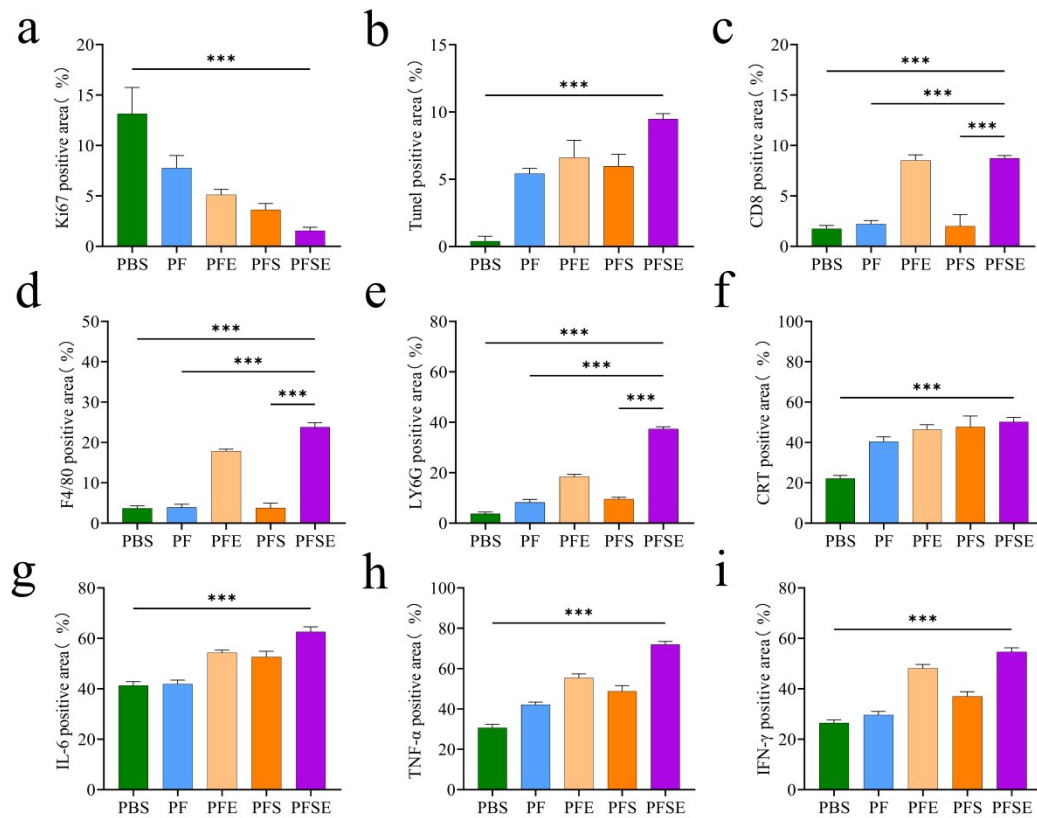 a
Ki67 positive area( %)
20
15
10
5
0
***
PBS PF PFE PFS PFSE
b
Tunel positive area( %)
15
10
5
0
***
PBS PF PFE PFS PFSE
c
CD8 positive area( %)
20
15
10
5
0
***
***
***
PBS PF PFE PFS PFSE
d
F4/80 positive area( %)
50
40
30
20
10
0
***
***
***
PBS PF PFE PFS PFSE
e
LY6G positive area( %)
80
60
40
20
0
***
***
***
PBS PF PFE PFS PFSE
f
CRT positive area( %)
100
80
60
40
20
0
***
PBS PF PFE PFS PFSE
g
IL-6 positive area( %)
80
60
40
20
0
***
PBS PF PFE PFS PFSE
h
TNF-α positive area( %)
100
80
60
40
20
0
***
PBS PF PFE PFS PFSE
i
IFN-γ positive area( %)
80
60
40
20
0
***
PBS PF PFE PFS PFSE